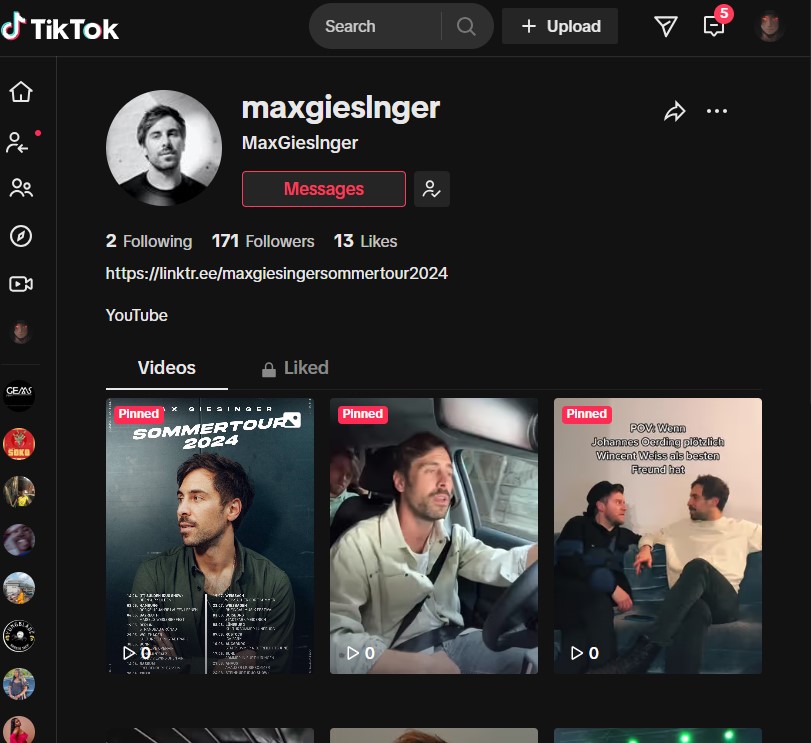 TikTok
Search
+ Upload
5
maxgieslnger
MaxGieslnger
Messages
2 Following 171 Followers 13 Likes
https://linktr.ee/maxgiesingersommertour2024
YouTube
Videos
Liked
Pinned
GIESINGER
SOMMERTOUR
2024
0
Pinned
0
Pinned
POV: Wenn
Johannes Oerding plötzlich
Wincent Weiss als besten
Freund hat
0
GEMS